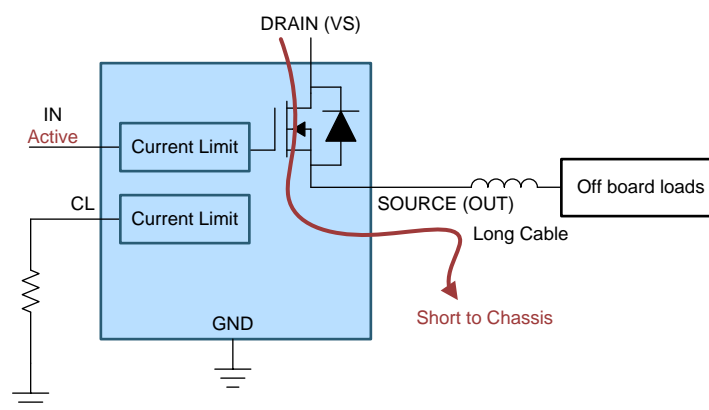 DRAIN (VS)
IN
Active
Current Limit
CL
Current Limit
SOURCE (OUT)
Off board loads
Long Cable
GND
Short to Chassis